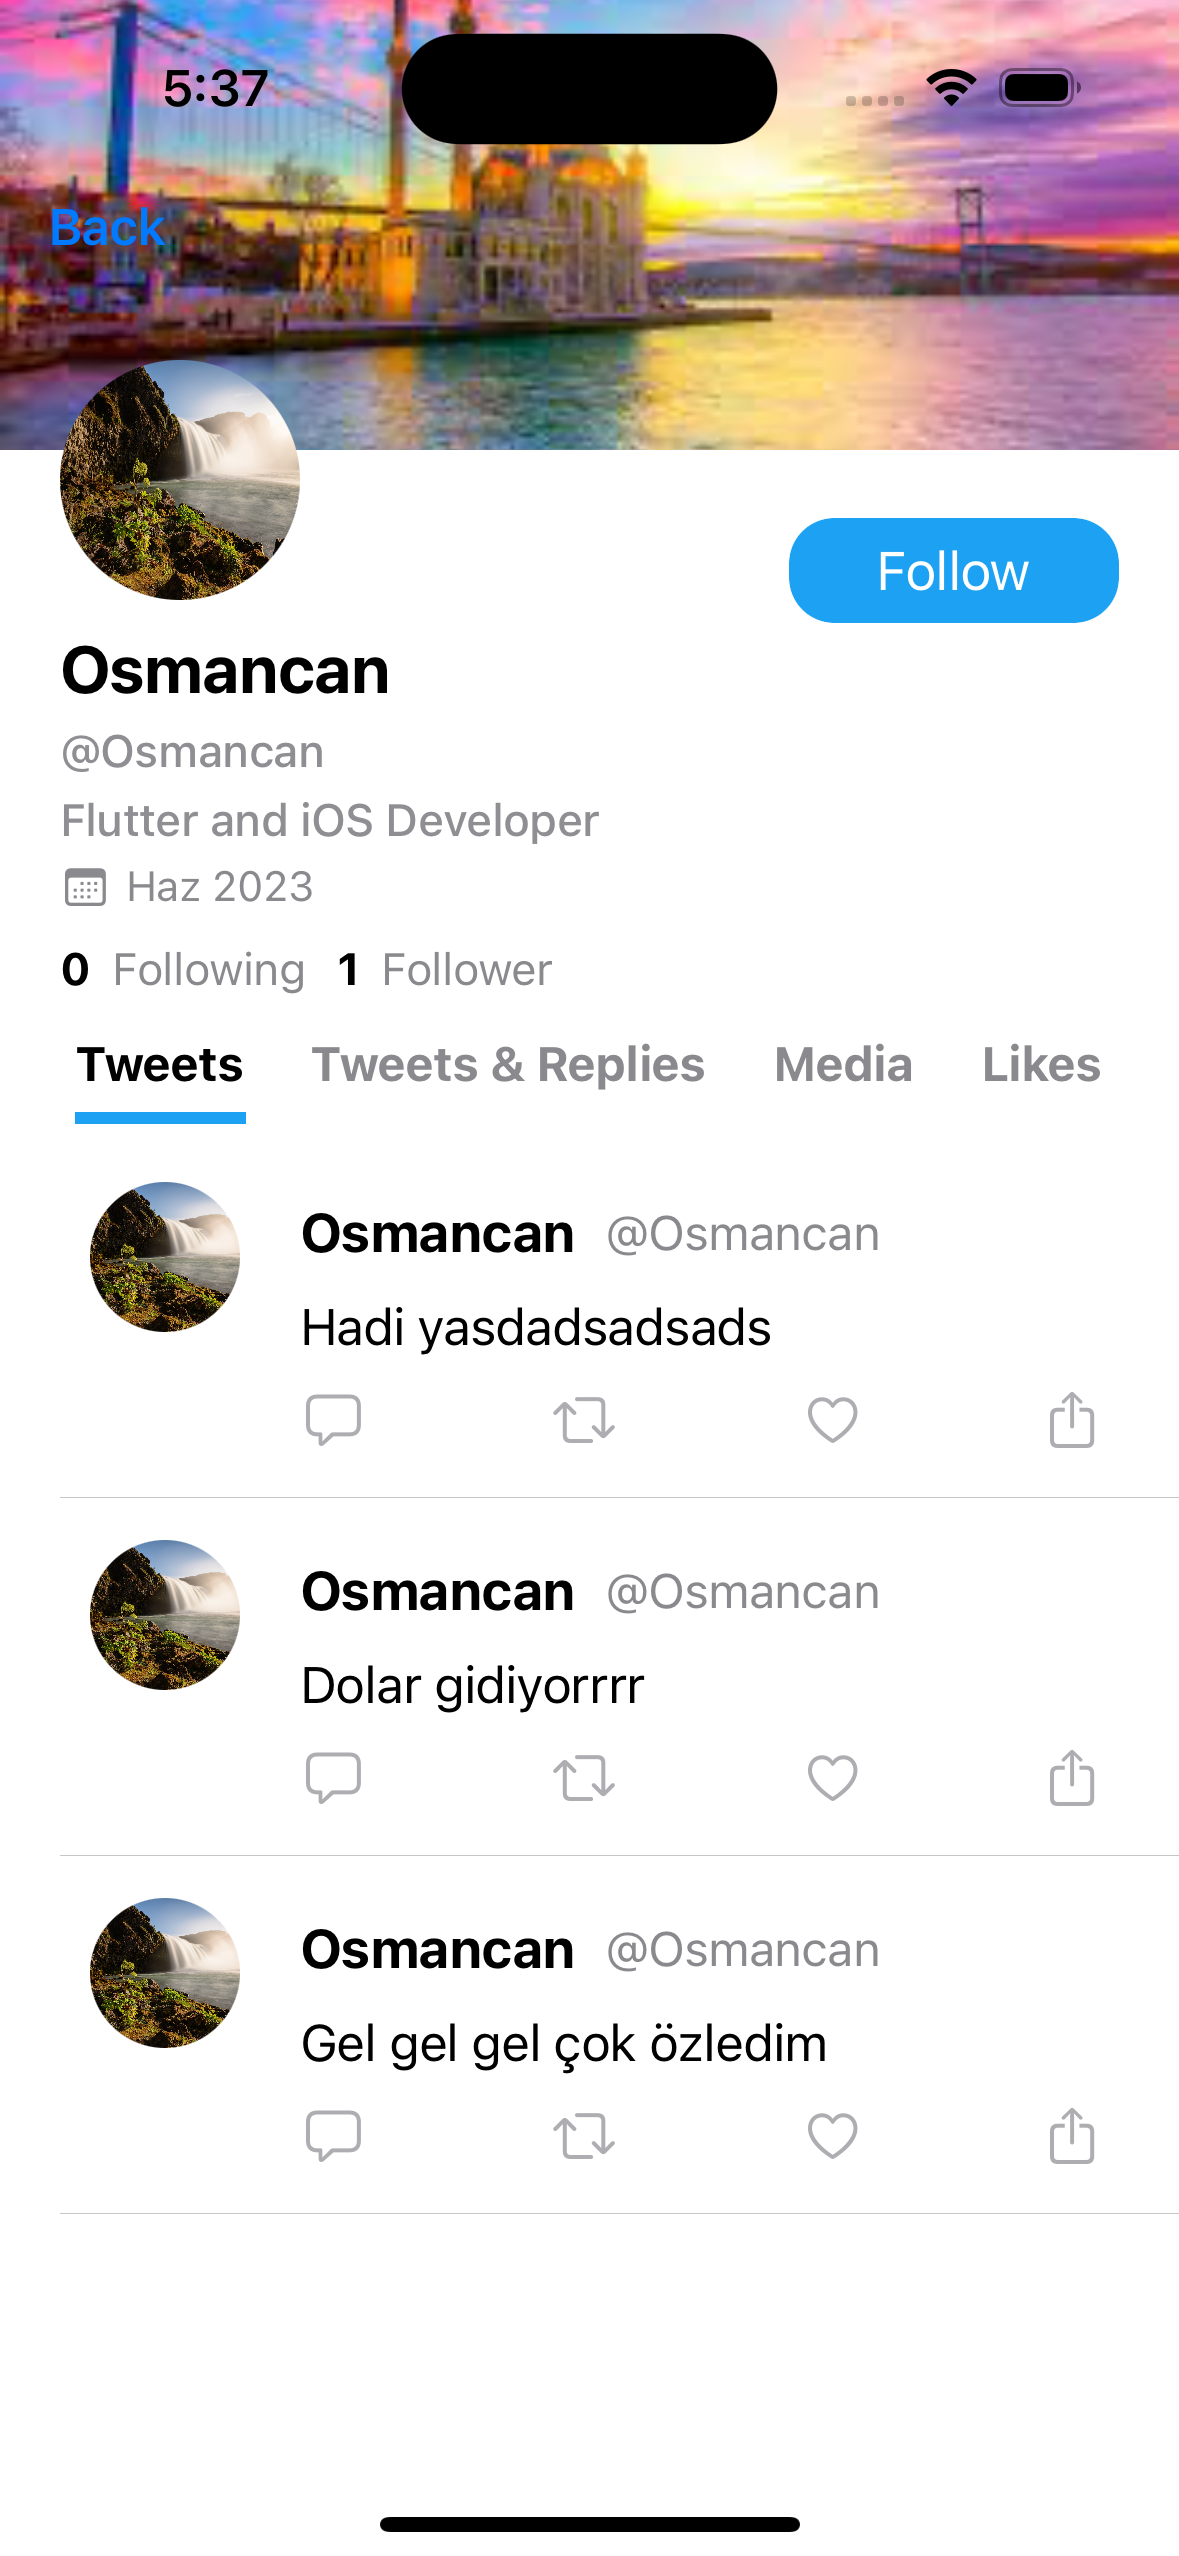 5:37
Back
Follow
Osmancan
@Osmancan
Flutter and iOS Developer
Haz 2023
0 Following 1 Follower
Tweets Tweets & Replies Media Likes
Osmancan @Osmancan
Hadi yasdadsadsads
Osmancan @Osmancan
Dolar gidiyorrrr
Osmancan @Osmancan
Gel gel gel çok özledim